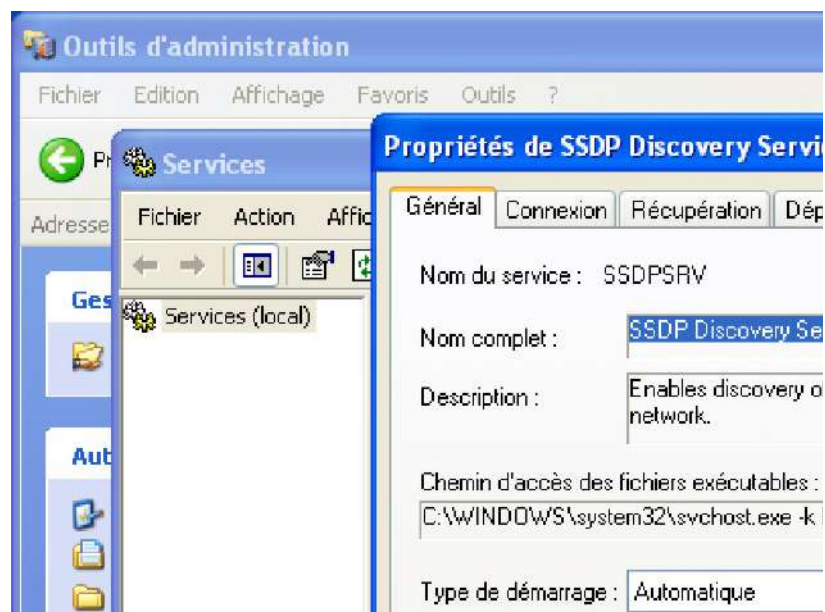 Outils d'administration
Fichier Edition Affichage Favoris Outils ?
Services
Adresse
Fichier Action
Services (local)
Propriétés de SSDP Discovery
Général Connexion Récupération
Nom du service : SSDPSRV
Nom complet :
SSDP Discovery
Description :
Enables discovery
network.
Chemin d'accès des fichiers exécutables :
C:\WINDOWS\system32\svchost.exe -k
Type de démarrage : Automatique